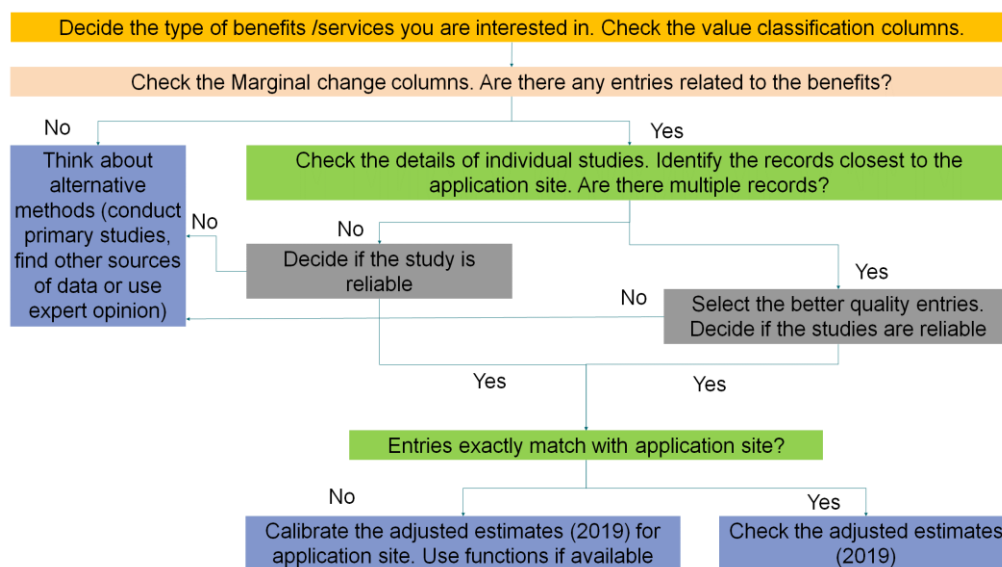 Decide the type of benefits /services you are interested in. Check the value classification columns.
Check the Marginal change columns. Are there any entries related to the benefits?
No
Yes
Think about
alternative
methods (conduct
primary studies,
find other sources
of data or use
expert opinion)
Check the details of individual studies. Identify the records closest to the
application site. Are there multiple records?
No
No
Decide if the study is
reliable
Yes
No
Select the better quality entries.
Decide if the studies are reliable
Yes
Yes
Entries exactly match with application site?
No
Yes
Calibrate the adjusted estimates (2019) for
application site. Use functions if available
Check the adjusted estimates
(2019)